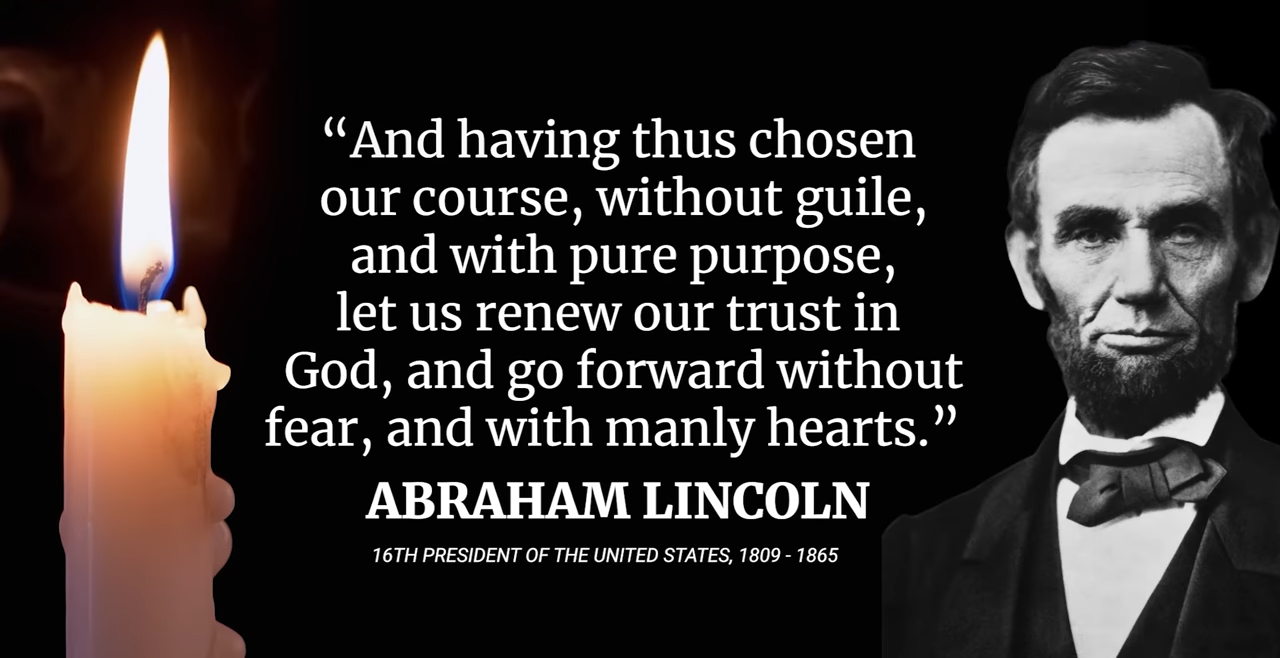 “And having thus chosen
our course, without guile,
and with pure purpose,
let us renew our trust in
God, and go forward without
fear, and with manly hearts.”
ABRAHAM LINCOLN
16TH PRESIDENT OF THE UNITED STATES, 1809 - 1865